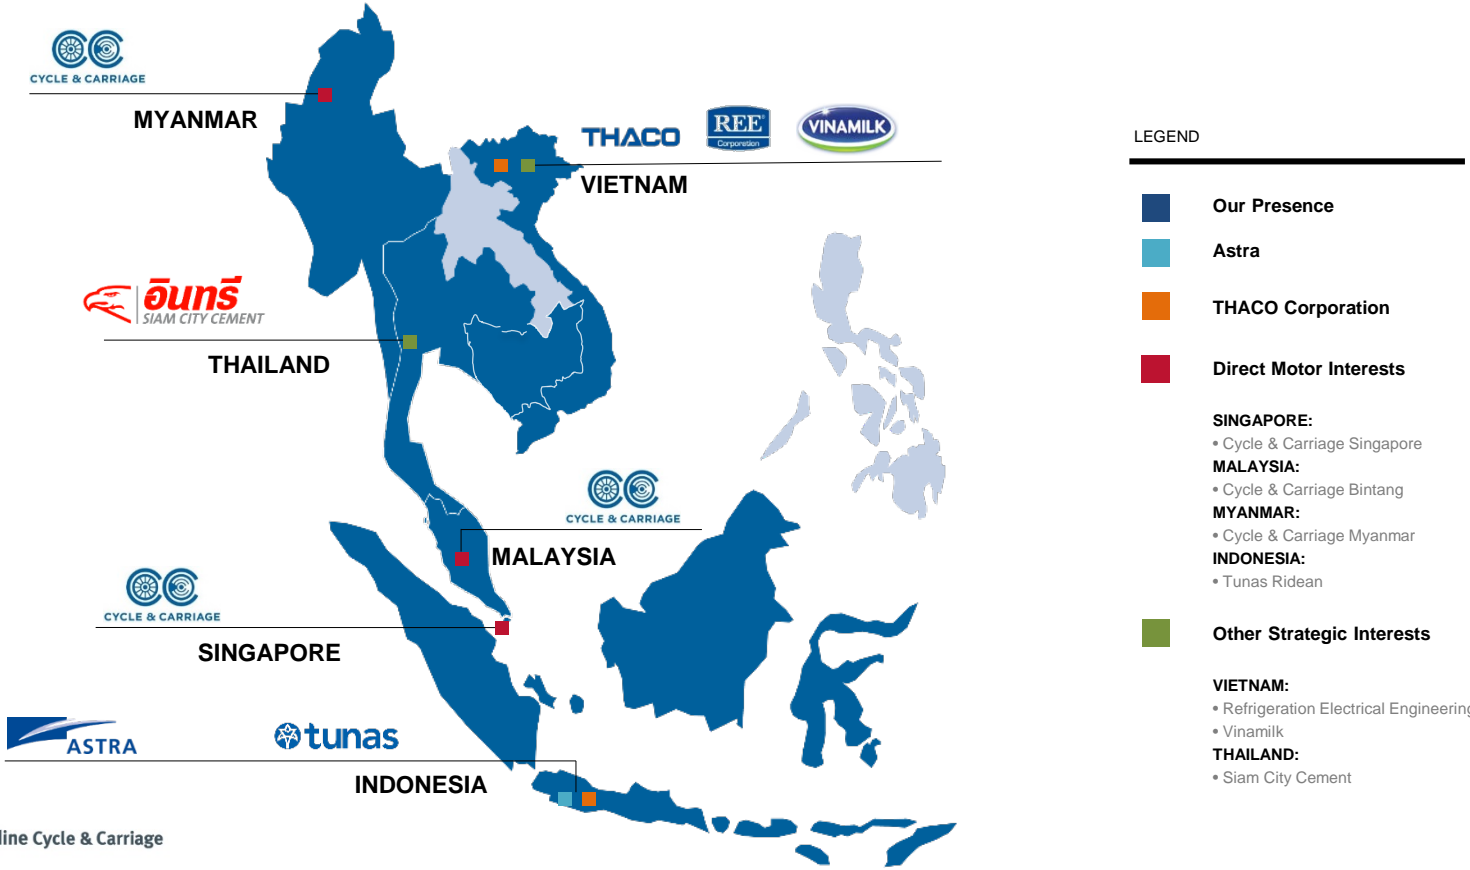 CYCLE & CARRIAGE
MYANMAR
THACO
REE
Corporation
VINAMILK
VIETNAM
อินทรี
SIAM CITY CEMENT
THAILAND
CYCLE & CARRIAGE
MALAYSIA
CYCLE & CARRIAGE
SINGAPORE
ASTRA
tunas
INDONESIA
line Cycle & Carriage
LEGEND
Our Presence
Astra
THACO Corporation
Direct Motor Interests
SINGAPORE:
• Cycle & Carriage Singapore
MALAYSIA:
• Cycle & Carriage Bintang
MYANMAR:
• Cycle & Carriage Myanmar
INDONESIA:
• Tunas Ridean
Other Strategic Interests
VIETNAM:
• Refrigeration Electrical Engineering
• Vinamilk
THAILAND:
• Siam City Cement